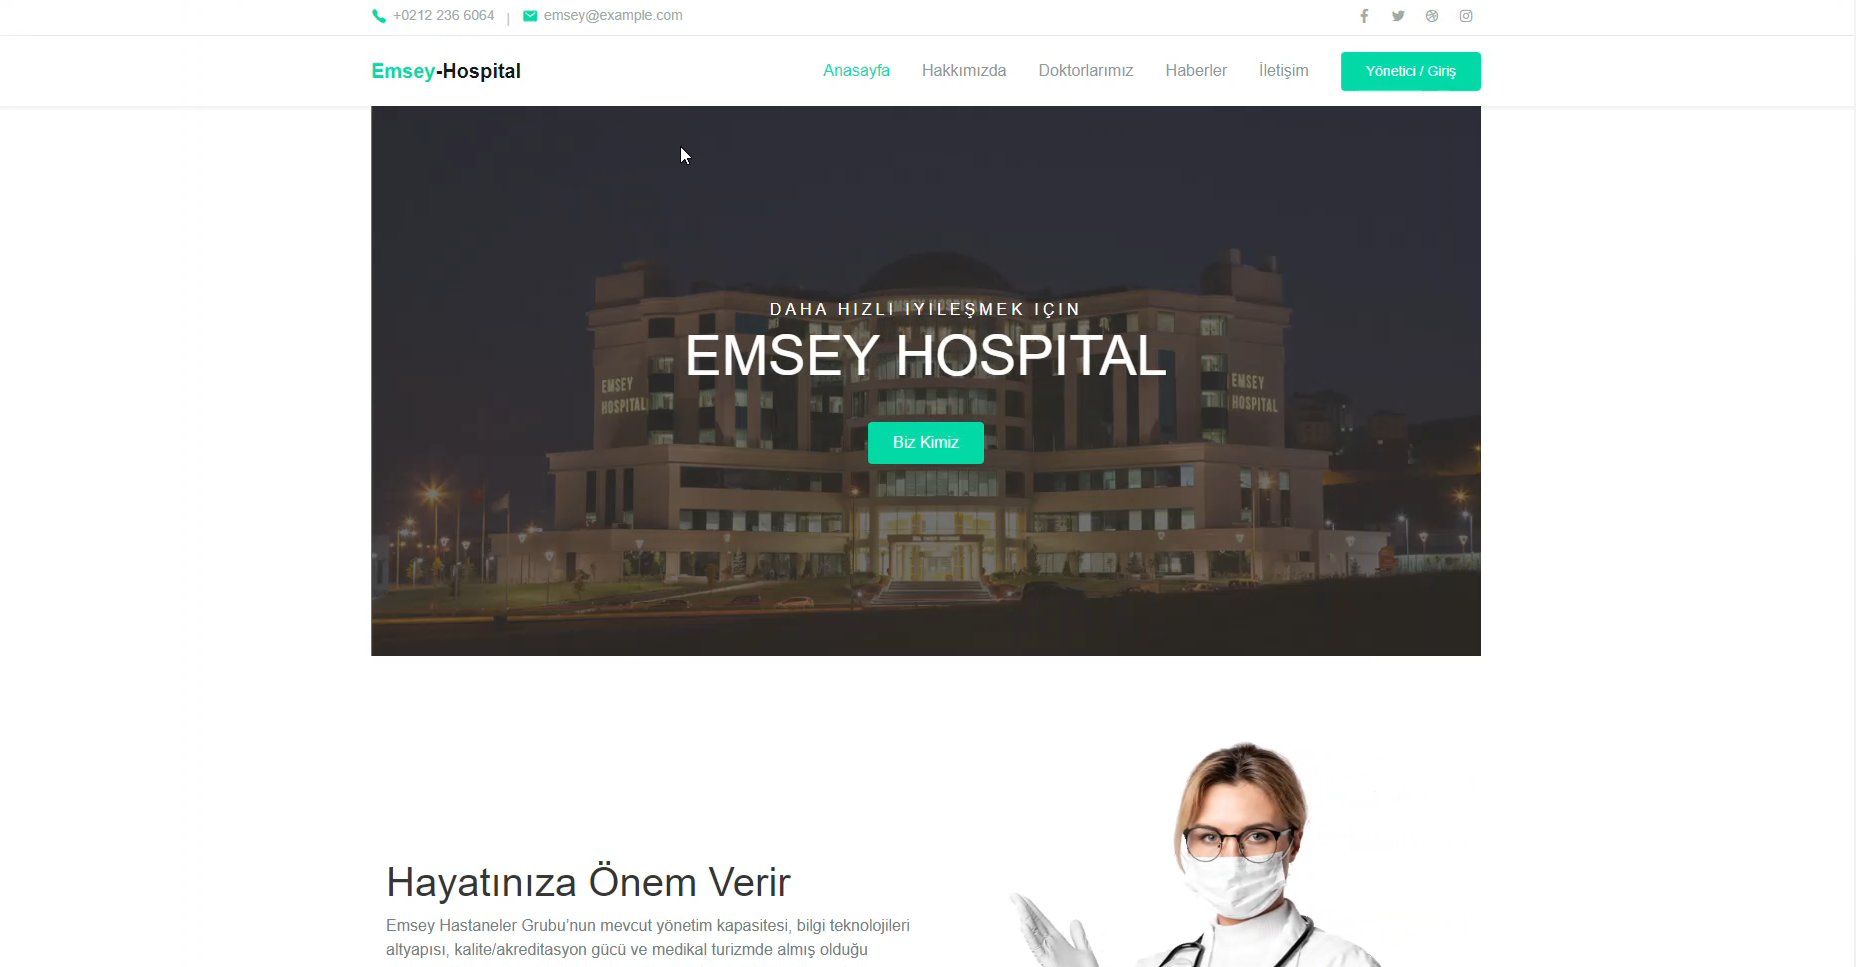 +0212 236 6064 | emsey@example.com
Emsey-Hospital
Anasayfa Hakkımızda Doktorlarımız Haberler İletişim Yönetici / Giriş
DAHA HIZLI IYILEŞMEK IÇIN
EMSEY HOSPITAL
EMSEY HOSPITAL
EMSEY
HOSPITAL
EMSEY
HOSPITAL
Biz Kimiz
Hayatınıza Önem Verir
Emsey Hastaneler Grubu’nun mevcut yönetim kapasitesi, bilgi teknolojileri
altyapısı, kalite/akreditasyon gücü ve medikal turizmde almış olduğu